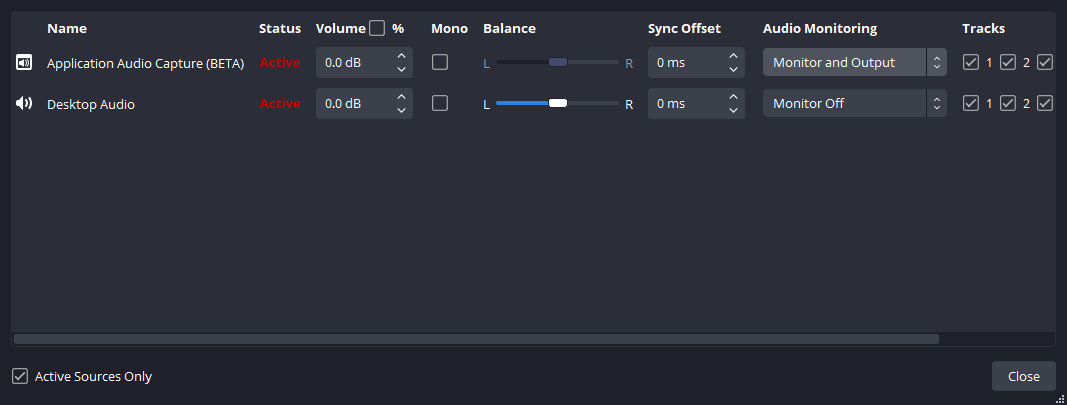 Name Status Volume % Mono Balance Sync Offset Audio Monitoring Tracks
Application Audio Capture (BETA) Active 0.0 dB L R 0 ms Monitor and Output 1 2
Desktop Audio Active 0.0 dB L R 0 ms Monitor Off 1 2
Active Sources Only Close